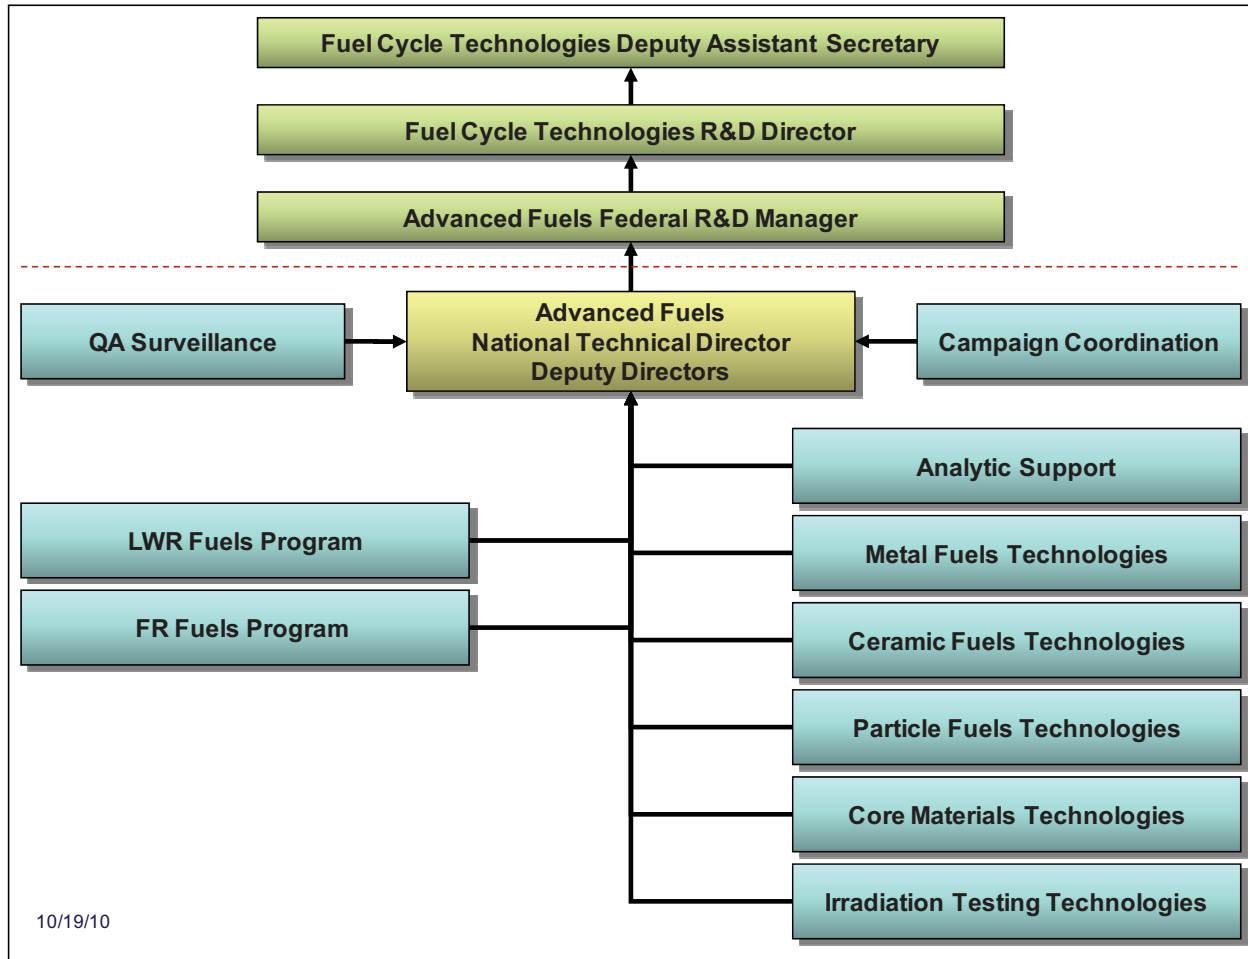 Fuel Cycle Technologies Deputy Assistant Secretary
Fuel Cycle Technologies R&D Director
Advanced Fuels Federal R&D Manager
QA Surveillance
Advanced Fuels
National Technical Director
Deputy Directors
Campaign Coordination
Analytic Support
LWR Fuels Program
Metal Fuels Technologies
FR Fuels Program
Ceramic Fuels Technologies
Particle Fuels Technologies
Core Materials Technologies
Irradiation Testing Technologies
10/19/10